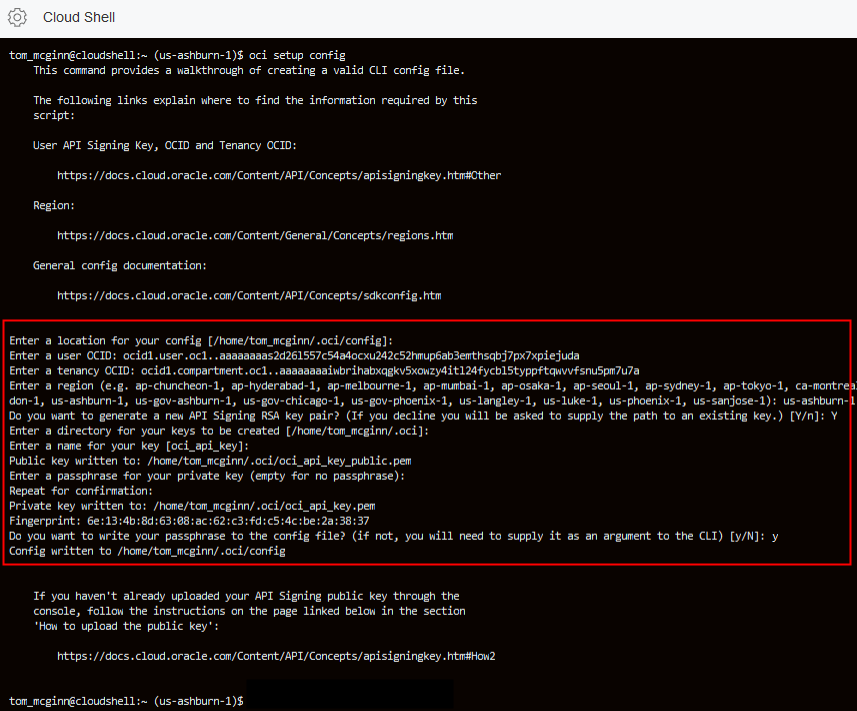 Cloud Shell
tom_mcginn@cloudshell:~ (us-ashburn-1)$ oci setup config
This command provides a walkthrough of creating a valid CLI config file.
The following links explain where to find the information required by this
script:
User API Signing Key, OCID and Tenancy OCID:
https://docs.cloud.oracle.com/Content/API/Concepts/apisigningkey.htm#Other
Region:
https://docs.cloud.oracle.com/Content/General/Concepts/regions.htm
General config documentation:
https://docs.cloud.oracle.com/Content/API/Concepts/sdkconfig.htm
Enter a location for your config [/home/tom_mcginn/.oci/config]:
Enter a user OCID: ocid1.user.oc1..aaaaaaaas2d26l557c54a4ocxu242c52hmup6ab3emthsqbj7px7xpiejuda
Enter a tenancy OCID: ocid1.compartment.oc1..aaaaaaaaiwbrihabxqgkv5xowzy4itl24fycbl5typpftqwvvfsnu5pm7u7a
Enter a region (e.g. ap-chuncheon-1, ap-hyderabad-1, ap-melbourne-1, ap-mumbai-1, ap-osaka-1, ap-seoul-1, ap-sydney-1, ap-tokyo-1, ca-montreal
don-1, us-ashburn-1, us-gov-ashburn-1, us-gov-chicago-1, us-gov-phoenix-1, us-langley-1, us-luke-1, us-phoenix-1, us-sanjose-1): us-ashburn-1
Do you want to generate a new API Signing RSA key pair? (If you decline you will be asked to supply the path to an existing key.) [Y/n]: Y
Enter a directory for your keys to be created [/home/tom_mcginn/.oci]:
Enter a name for your key [oci_api_key]:
Public key written to: /home/tom_mcginn/.oci/oci_api_key_public.pem
Enter a passphrase for your private key (empty for no passphrase):
Repeat for confirmation:
Private key written to: /home/tom_mcginn/.oci/oci_api_key.pem
Fingerprint: 6e:13:4b:8d:63:08:ac:62:c3:fd:c5:4c:be:2a:38:37
Do you want to write your passphrase to the config file? (if not, you will need to supply it as an argument to the CLI) [y/N]: y
Config written to /home/tom_mcginn/.oci/config
If you haven't already uploaded your API Signing public key through the
console, follow the instructions on the page linked below in the section
'How to upload the public key':
https://docs.cloud.oracle.com/Content/API/Concepts/apisigningkey.htm#How2
tom_mcginn@cloudshell:~ (us-ashburn-1)$